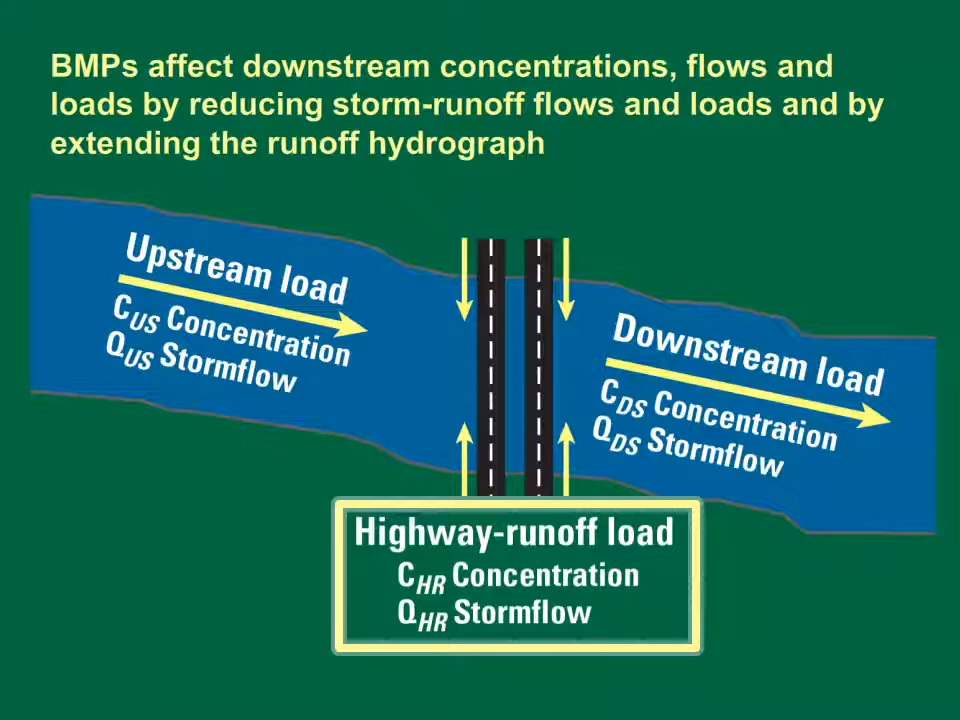 BMPs affect downstream concentrations, flows and
loads by reducing storm-runoff flows and loads and by
extending the runoff hydrograph
Upstream load
CUS Concentration
QUS Stormflow
Downstream load
CDS Concentration
QDS Stormflow
Highway-runoff load
CHR Concentration
QHR Stormflow